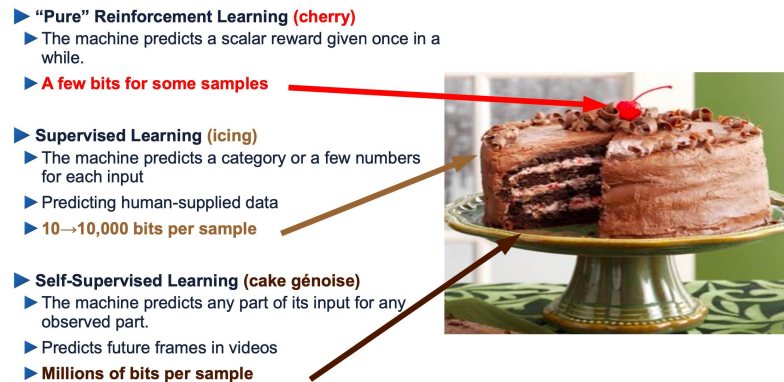 “Pure” Reinforcement Learning (cherry)
The machine predicts a scalar reward given once in a
while.
A few bits for some samples
Supervised Learning (icing)
The machine predicts a category or a few numbers
for each input
Predicting human-supplied data
10→10,000 bits per sample
Self-Supervised Learning (cake génoise)
The machine predicts any part of its input for any
observed part.
Predicts future frames in videos
Millions of bits per sample